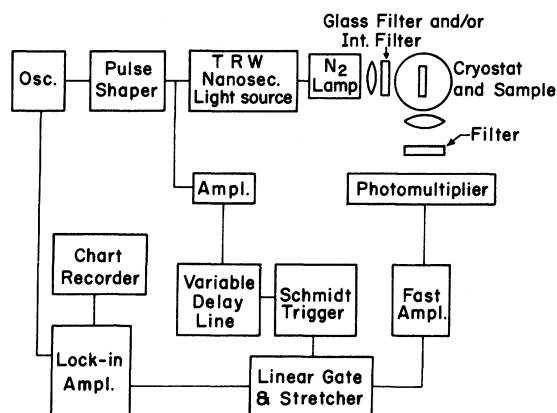 Glass Filter and/or
Int. Filter
Osc.
Pulse
Shaper
T R W
Nanosec.
Light source
N2
Lamp
Cryostat
and Sample
Filter
Ampl.
Photomultiplier
Chart
Recorder
Variable
Delay
Line
Schmidt
Trigger
Fast
Ampl.
Lock-in
Ampl.
Linear Gate
& Stretcher